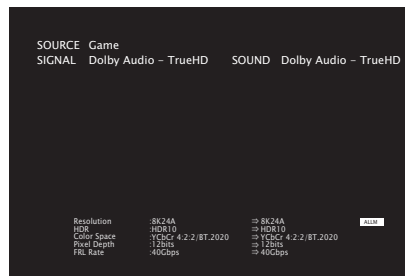 SOURCE Game
SIGNAL Dolby Audio – TrueHD SOUND Dolby Audio – TrueHD
Resolution :8K24A ⇒ 8K24A ALLM
HDR :HDR10 ⇒ HDR10
Color Space :YCbCr 4:2:2/BT.2020 ⇒ YCbCr 4:2:2/BT.2020
Pixel Depth :12bits ⇒ 12bits
FRL Rate :40Gbps ⇒ 40Gbps